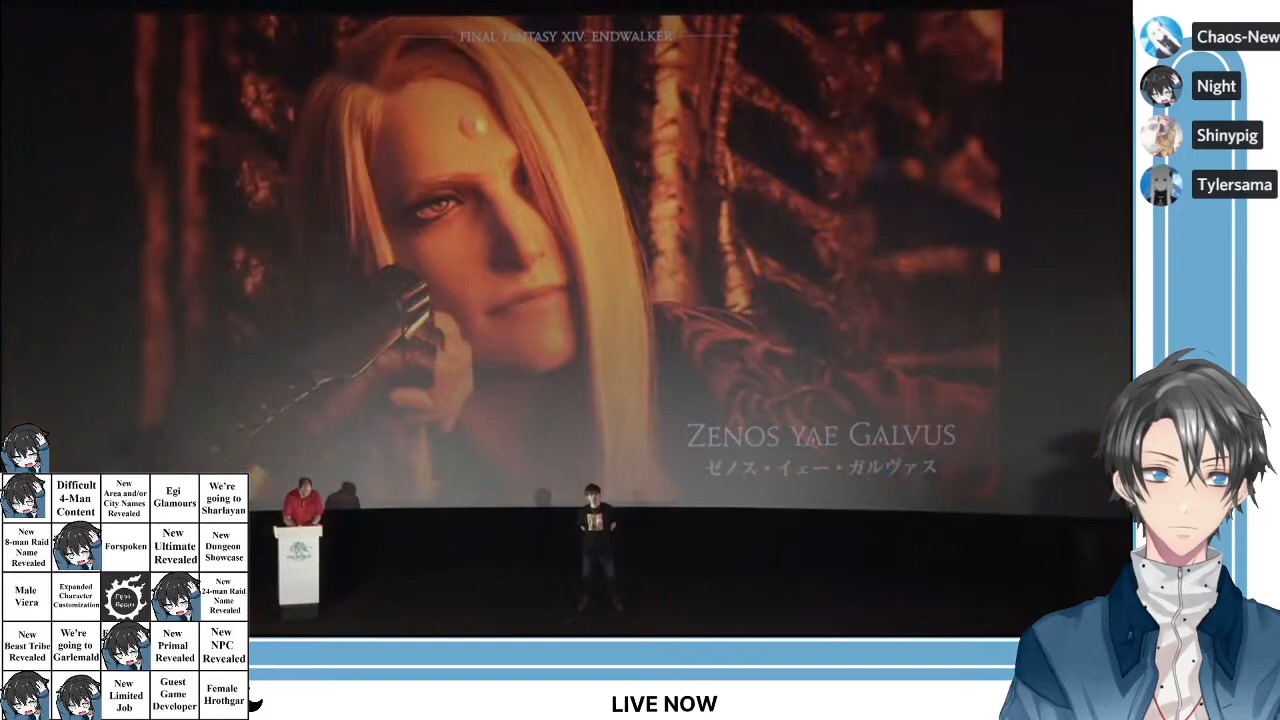 FINAL FANTASY XIV: ENDWALKER
ZENOS YAE GALVUS
ゼノス・イェー・ガルヴァス
Chaos-New
Night
Shinypig
Tylersama
Difficult
4-Man
Content
New
Area and/or
City Names
Revealed
Egi
Glamours
We're
going to
Sharlayan
New
8-man Raid
Name
Revealed
Forspoken
New
Ultimate
Revealed
New
Dungeon
Showcase
Male
Viera
Expanded
Character
Customization
New
24-man Raid
Name
Revealed
New
Beast Tribe
Revealed
We're
going to
Garlemald
New
Primal
Revealed
New
NPC
Revealed
New
Limited
Job
Guest
Game
Developer
Female
Hrothgar
LIVE NOW